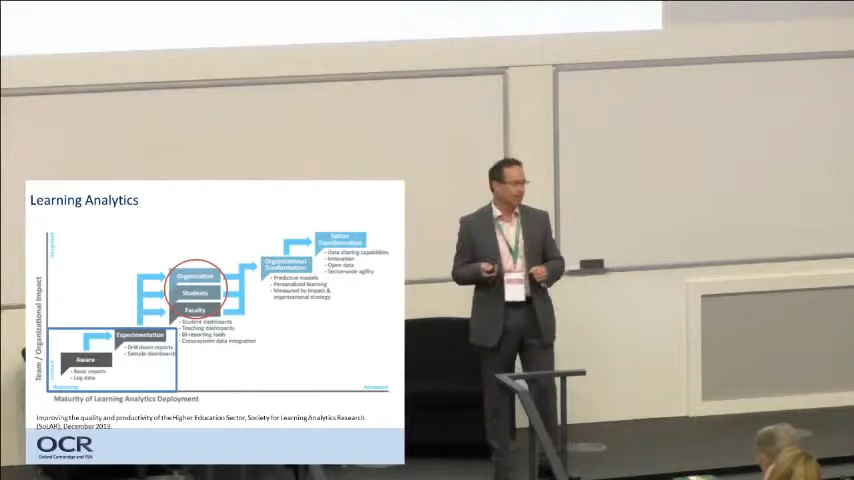 Learning Analytics
Sector
Transformation
• Data sharing capabilities
• Innovation
• Open data
• Sector-wide agility
Organizational
Transformation
• Predictive models
• Personalized learning
• Measured by impact &
organizational strategy
Organization
Students
Faculty
• Student dashboards
• Teaching dashboards
• BI reporting tools
• Cross-system data integration
Experimentation
• Drill down reports
• Sample dashboards
Aware
• Basic reports
• Log data
Team / Organizational Impact
Beginning
Advanced
Maturity of Learning Analytics Deployment
Improving the quality and productivity of the Higher Education Sector, Society for Learning Analytics Research
(SoLAR), December 2013.
OCR
Oxford Cambridge and RSA